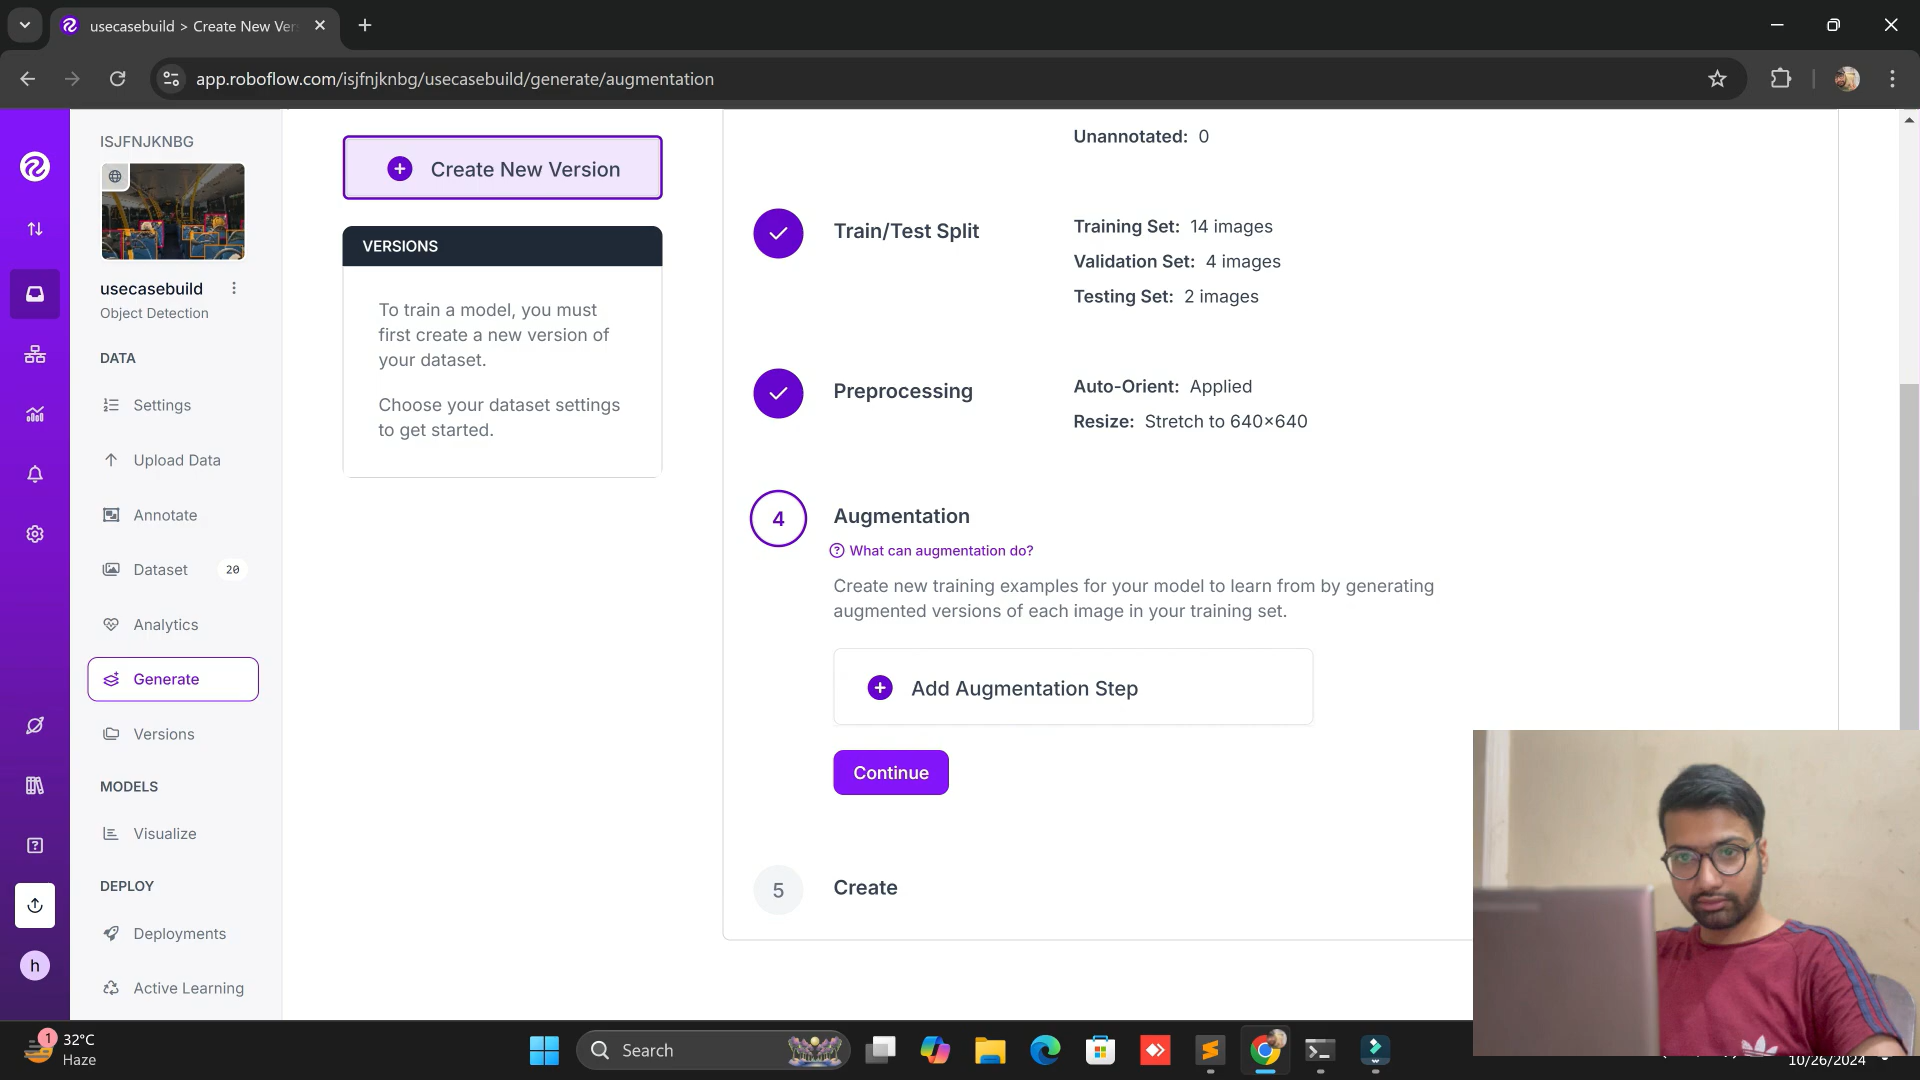 usecasebuild > Create New Ver
app.roboflow.com/isjfnjknbg/usecasebuild/generate/augmentation
ISJFNJKNBG
usecasebuild
Object Detection
DATA
Settings
Upload Data
Annotate
Dataset 20
Analytics
Generate
Versions
MODELS
Visualize
DEPLOY
Deployments
Active Learning
h
Create New Version
VERSIONS
To train a model, you must
first create a new version of
your dataset.
Choose your dataset settings
to get started.
Unannotated: 0
Train/Test Split
Training Set: 14 images
Validation Set: 4 images
Testing Set: 2 images
Preprocessing
Auto-Orient: Applied
Resize: Stretch to 640×640
4 Augmentation
What can augmentation do?
Create new training examples for your model to learn from by generating
augmented versions of each image in your training set.
Add Augmentation Step
Continue
5 Create
1
32°C
Haze
Search
10/26/2024